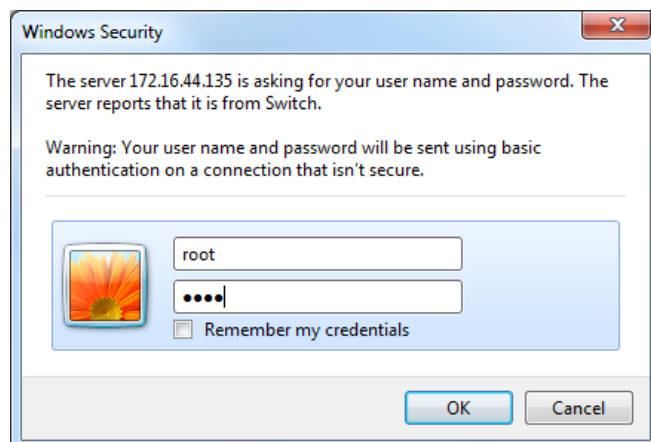 Windows Security
The server 172.16.44.135 is asking for your user name and password. The
server reports that it is from Switch.
Warning: Your user name and password will be sent using basic
authentication on a connection that isn't secure.
root
●●●●
Remember my credentials
OK
Cancel